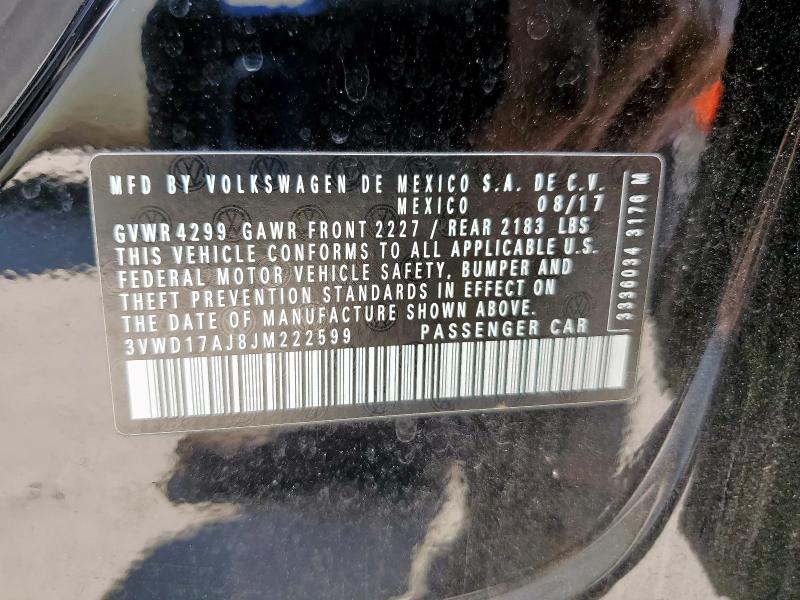 MFD BY VOLKSWAGEN DE MEXICO S.A. DE C.V.
MEXICO 08/17
GVWR 4299 GAWR FRONT 2227 / REAR 2183 LBS
THIS VEHICLE CONFORMS TO ALL APPLICABLE U.S.
FEDERAL MOTOR VEHICLE SAFETY, BUMPER AND
THEFT PREVENTION STANDARDS IN EFFECT ON
THE DATE OF MANUFACTURE SHOWN ABOVE.
3VWD17AJ8JM222599 PASSENGER CAR
3336034 3176 M